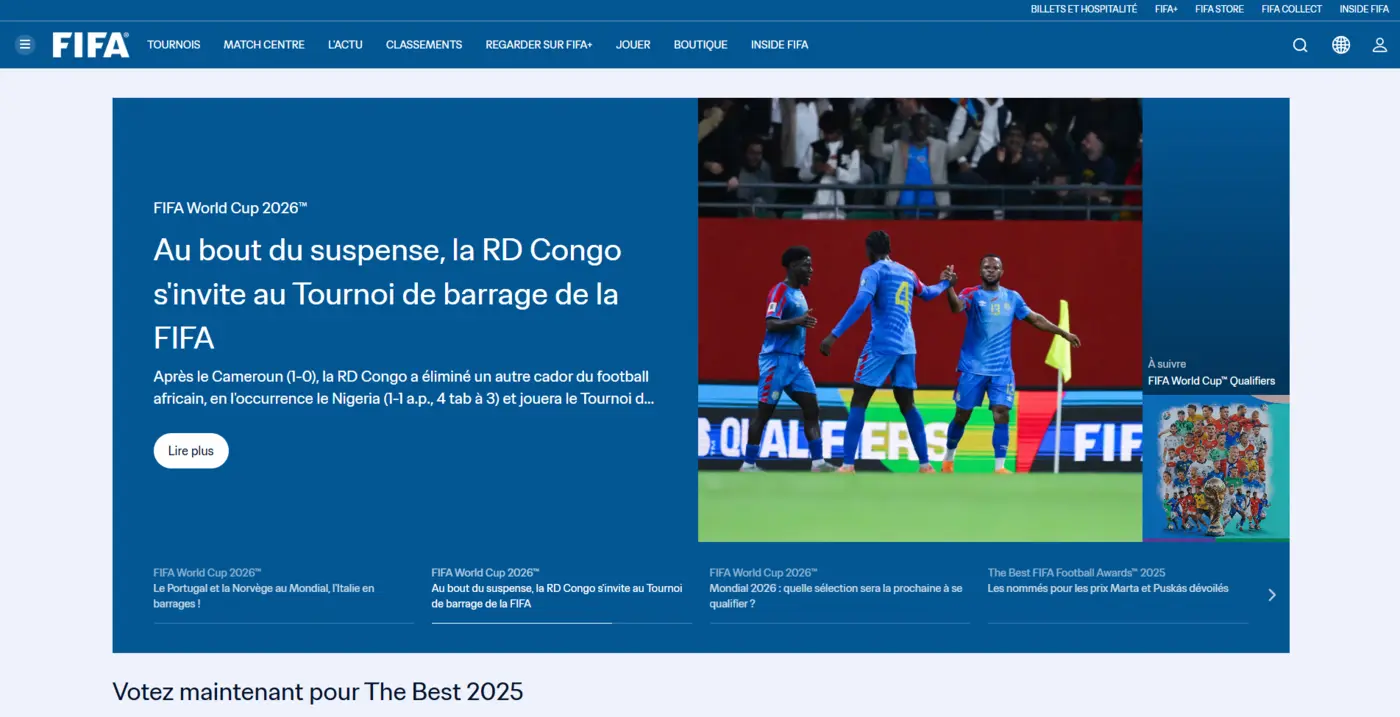 BILLETS ET HOSPITALITÉ FIFA+ FIFA STORE FIFA COLLECT INSIDE FIFA
FIFA® TOURNOIS MATCH CENTRE L'ACTU CLASSEMENTS REGARDER SUR FIFA+ JOUER BOUTIQUE INSIDE FIFA
FIFA World Cup 2026™
Au bout du suspense, la RD Congo
s'invite au Tournoi de barrage de la
FIFA
Après le Cameroun (1-0), la RD Congo a éliminé un autre cador du football
africain, en l'occurrence le Nigeria (1-1 a.p., 4 tab à 3) et jouera le Tournoi d...
Lire plus
4
13
QUALIFIERS
FIF
À suivre
FIFA World Cup™ Qualifiers
FIFA World Cup 2026™
Le Portugal et la Norvège au Mondial, l'Italie en
barrages !
FIFA World Cup 2026™
Au bout du suspense, la RD Congo s'invite au Tournoi
de barrage de la FIFA
FIFA World Cup 2026™
Mondial 2026 : quelle sélection sera la prochaine à se
qualifier ?
The Best FIFA Football Awards™ 2025
Les nommés pour les prix Marta et Puskás dévoilés
Votez maintenant pour The Best 2025